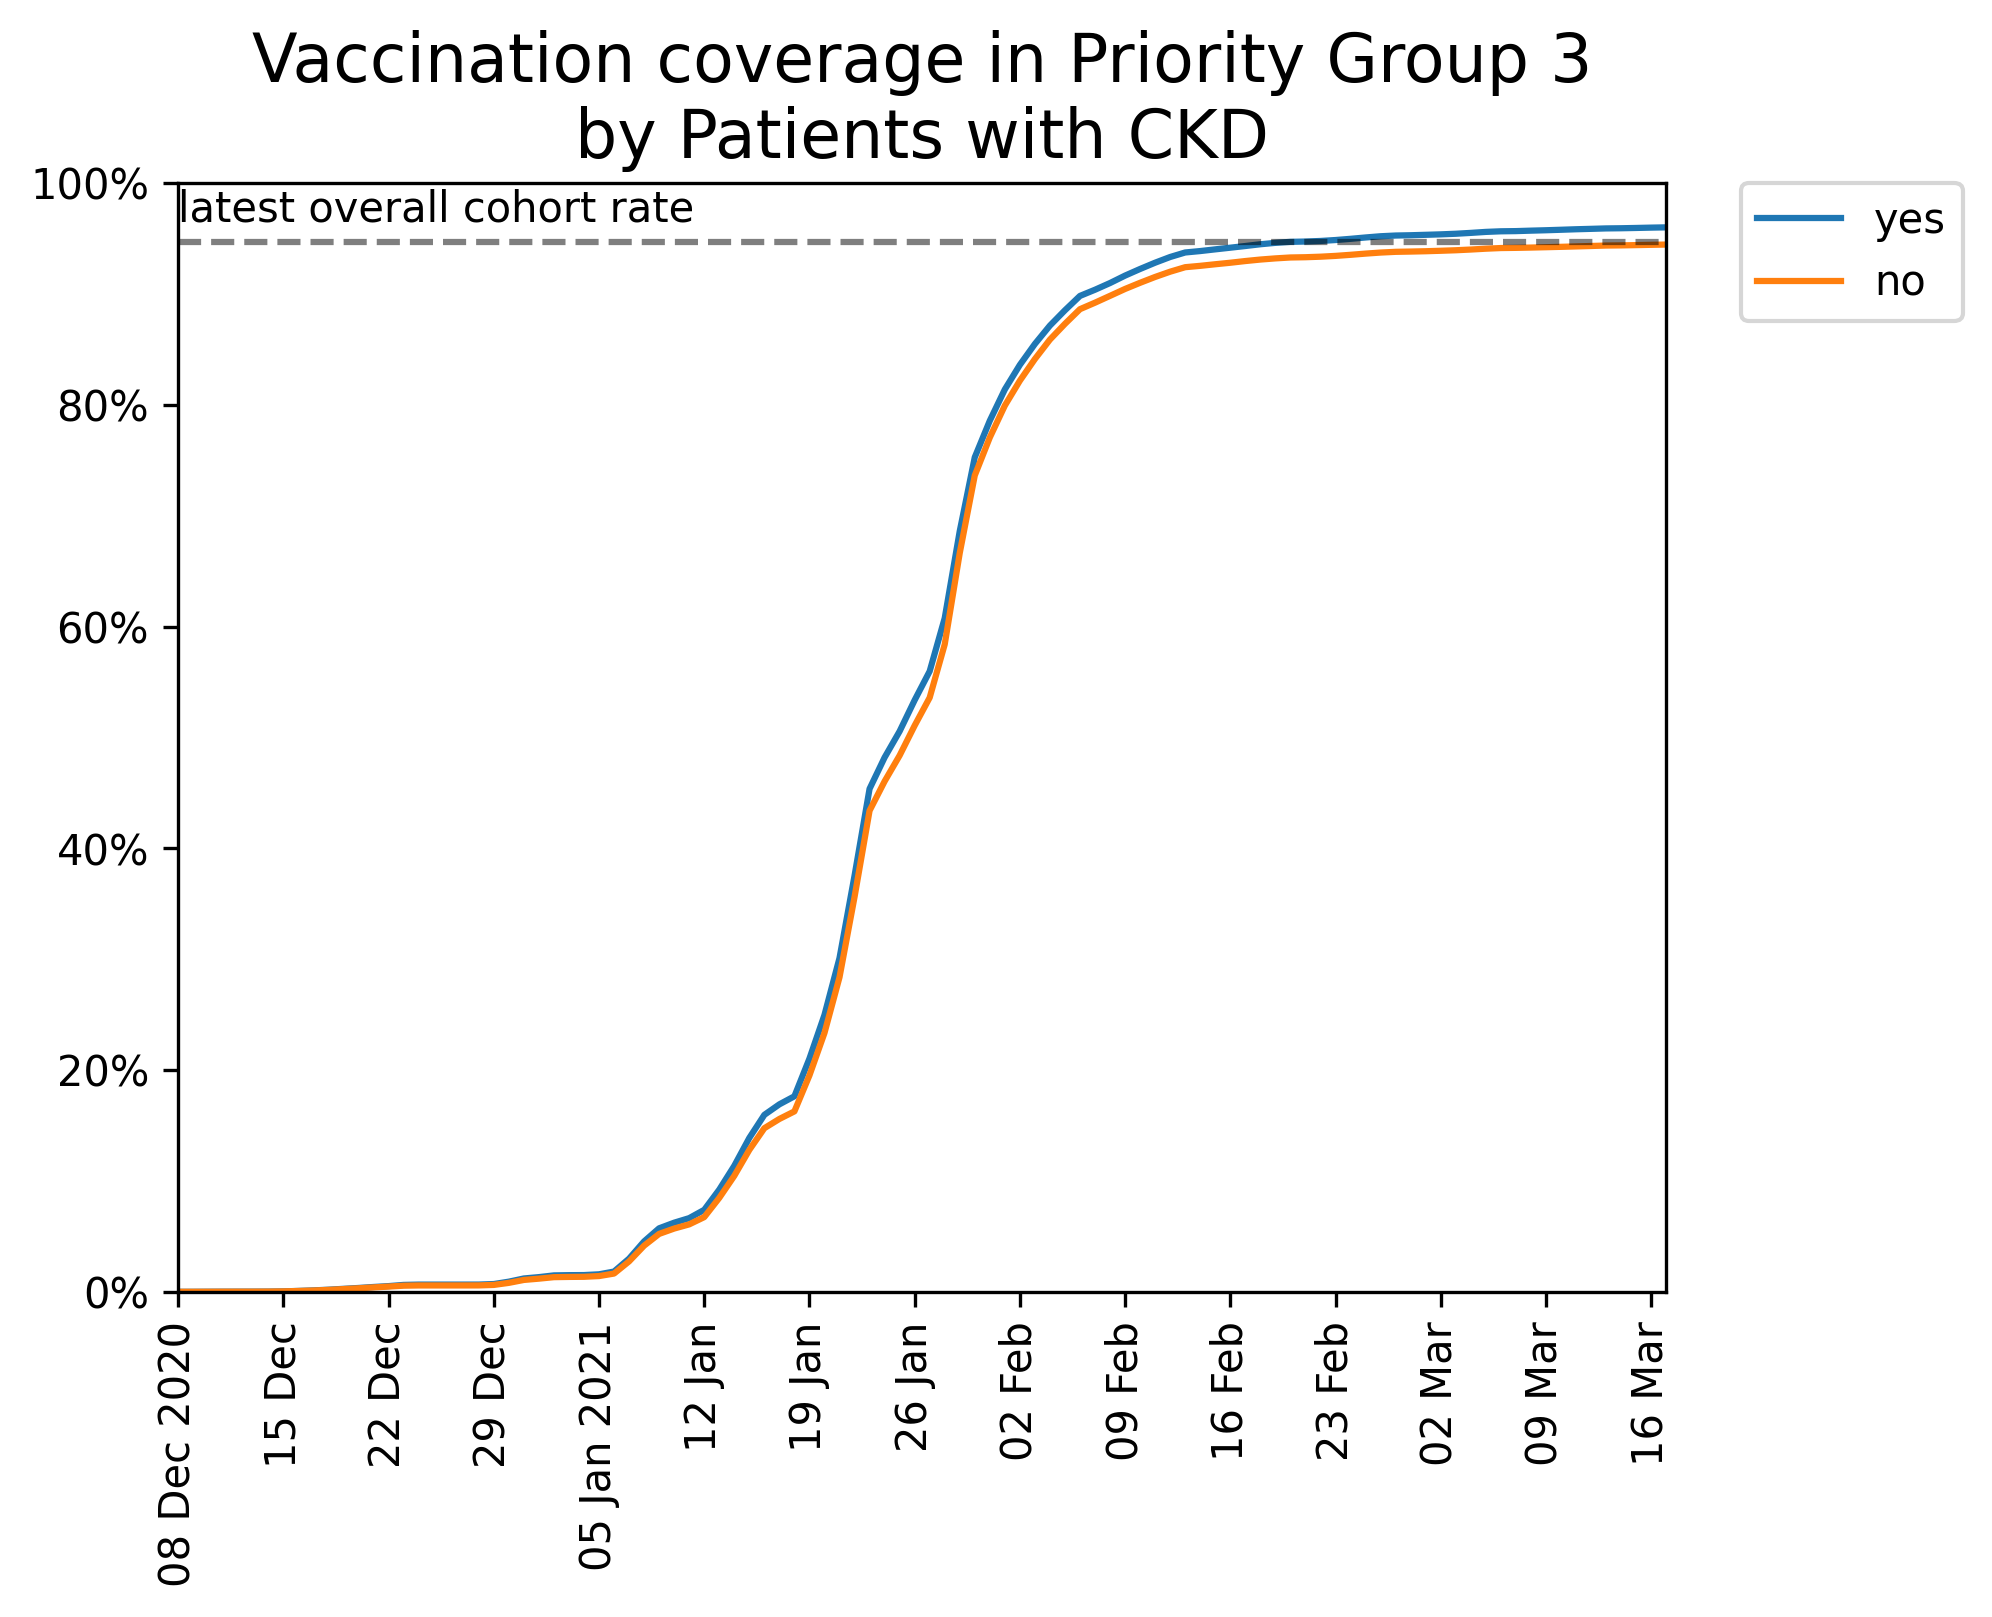 Vaccination coverage in Priority Group 3
by Patients with CKD
100%
80%
60%
40%
20%
0%
latest overall cohort rate
yes
no
08 Dec 2020
15 Dec
22 Dec
29 Dec
05 Jan 2021
12 Jan
19 Jan
26 Jan
02 Feb
09 Feb
16 Feb
23 Feb
02 Mar
09 Mar
16 Mar